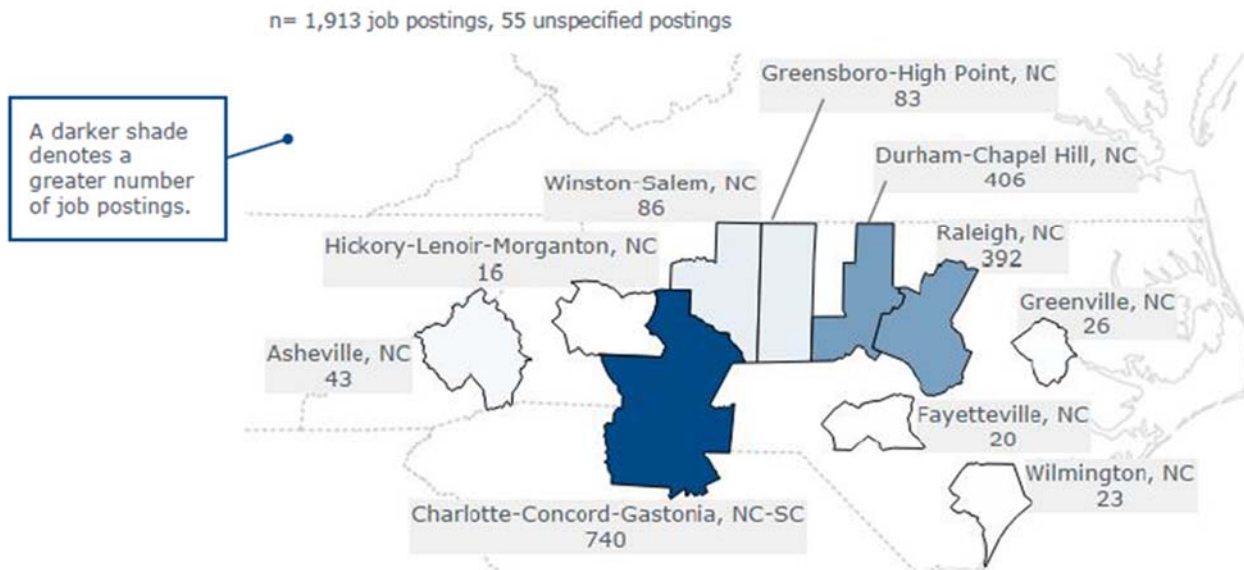 n= 1,913 job postings, 55 unspecified postings
A darker shade
denotes a
greater number
of job postings.
Greensboro-High Point, NC
83
Durham-Chapel Hill, NC
406
Winston-Salem, NC
86
Hickory-Lenoir-Morganton, NC
16
Raleigh, NC
392
Greenville, NC
26
Asheville, NC
43
Fayetteville, NC
20
Wilmington, NC
23
Charlotte-Concord-Gastonia, NC-SC
740